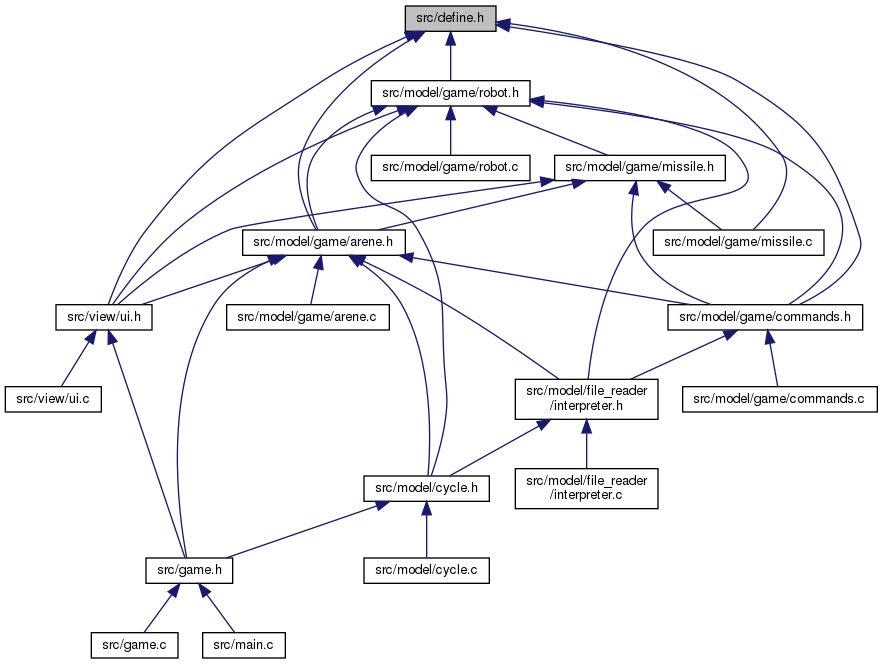 src/define.h
src/model/game/robot.h
src/model/game/robot.c
src/model/game/missile.h
src/model/game/arene.h
src/model/game/missile.c
src/view/ui.h
src/model/game/arene.c
src/model/game/commands.h
src/view/ui.c
src/model/file_reader
/interpreter.h
src/model/game/commands.c
src/model/cycle.h
src/model/file_reader
/interpreter.c
src/game.h
src/model/cycle.c
src/game.c
src/main.c